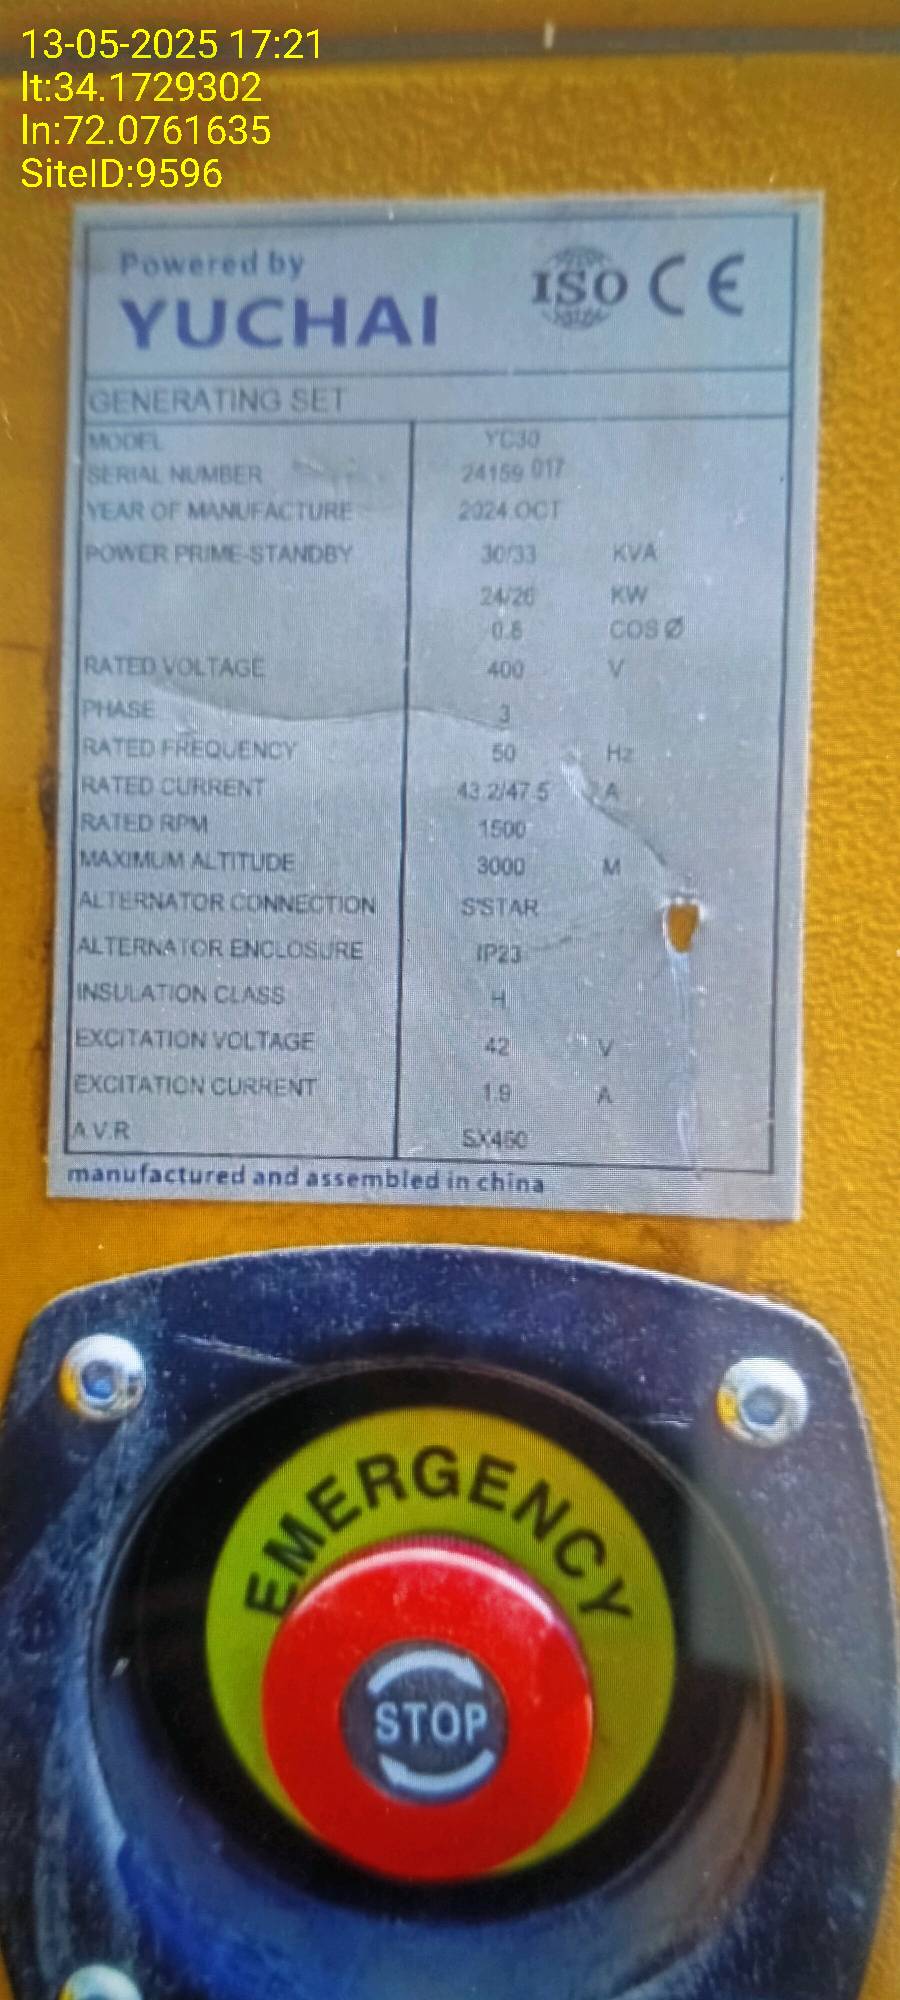 13-05-2025 17:21
lt:34.1729302
ln:72.0761635
SiteID:9596
Powered by
YUCHAI
ISO CE
GENERATING SET
MODEL YC30
SERIAL NUMBER 24159 017
YEAR OF MANUFACTURE 2024.OCT
POWER PRIME-STANDBY 30/33 KVA
24/26 KW
0.8 COS Ø
RATED VOLTAGE 400 V
PHASE 3
RATED FREQUENCY 50 Hz
RATED CURRENT 43.2/47.5 A
RATED RPM 1500
MAXIMUM ALTITUDE 3000 M
ALTERNATOR CONNECTION S'STAR
ALTERNATOR ENCLOSURE IP23
INSULATION CLASS H
EXCITATION VOLTAGE 42 V
EXCITATION CURRENT 1.9 A
A.V.R SX460
manufactured and assembled in china
EMERGENCY
STOP